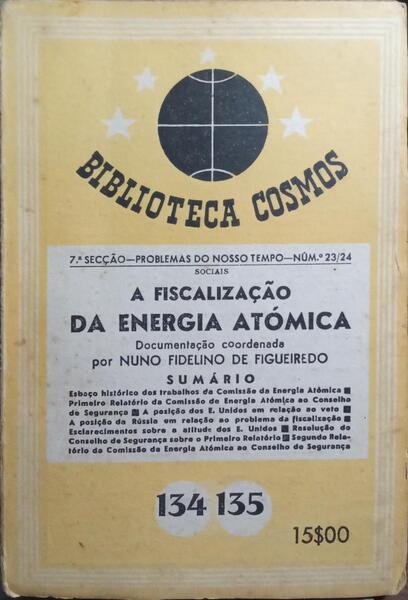 BIBLIOTECA COSMOS
7.ª SECÇÃO—PROBLEMAS DO NOSSO TEMPO—NÚM.º 23/24
SOCIAIS
A FISCALIZAÇÃO
DA ENERGIA ATÓMICA
Documentação coordenada
por NUNO FIDELINO DE FIGUEIREDO
SUMÁRIO
Esboço histórico dos trabalhos da Comissão da Energia Atómica ■
Primeiro Relatório da Comissão de Energia Atómica ao Conselho
de Segurança ■ A posição dos E. Unidos em relação ao veto ■
A posição da Rússia em relação ao problema da fiscalização ■
Esclarecimentos sobre a atitude dos E. Unidos ■ Resolução do
Conselho de Segurança sobre o Primeiro Relatório ■ Segundo Rela-
tório da Comissão da Energia Atómica ao Conselho de Segurança
134 135
15$00